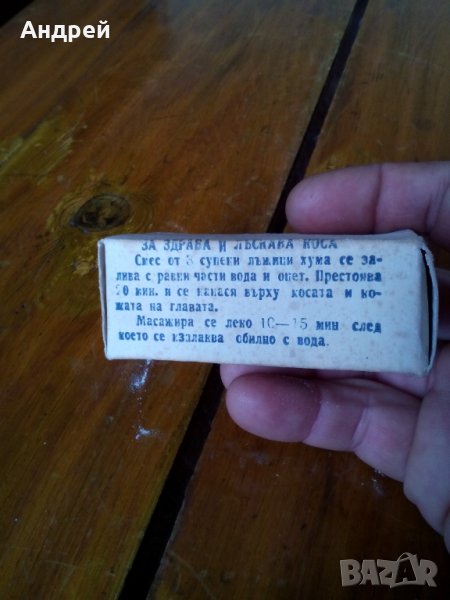 Андрей
ЗА ЗДРАВА И ЛЪСКАВА КОСА
Смес от 3 супени лъжици хума се за-
лива с равни части вода и оцет. Престоява
20 мин. и се нанася върху косата и ко-
жата на главата.
Масажира се леко 10—15 мин след
което се изплаква обилно с вода.
BAZAR